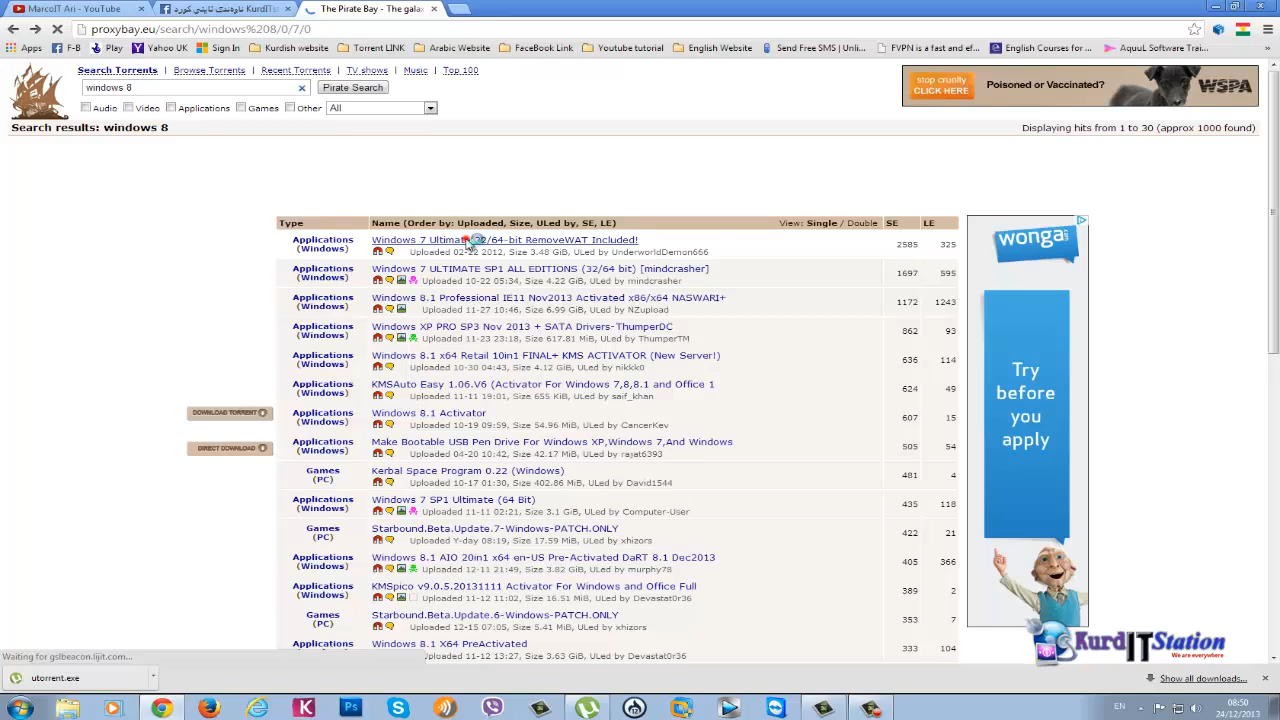 MarcoIT Ari - YouTube
ناوەندی ئایتی کورد KurdITS
The Pirate Bay - The galax
proxybay.eu/search/windows%208/0/7/0
Apps F-B Play Yahoo UK Sign In Kurdish website Torrent LINK Arabic Website FaceBook Link Youtube tutorial English Website Send Free SMS | Unli... FVPN is a fast and ef... English Courses for ... AquuL Software Trai...
Search Torrents | Browse Torrents | Recent Torrents | TV shows | Music | Top 100
windows 8
Pirate Search
Audio Video Applications Games Other All
stop cruelty
CLICK HERE
Poisoned or Vaccinated?
WSPA
Search results: windows 8
Displaying hits from 1 to 30 (approx 1000 found)
Type Name (Order by: Uploaded, Size, ULed by, SE, LE) View: Single / Double SE LE
Applications
(Windows)
Windows 7 Ultimate 32/64-bit RemoveWAT Included!
Uploaded 02-22 2012, Size 3.48 GiB, ULed by UnderworldDemon666
2585 325
Applications
(Windows)
Windows 7 ULTIMATE SP1 ALL EDITIONS (32/64 bit) [mindcrasher]
Uploaded 10-22 05:34, Size 4.22 GiB, ULed by mindcrasher
1697 595
Applications
(Windows)
Windows 8.1 Professional IE11 Nov2013 Activated x86/x64 NASWARI+
Uploaded 11-27 10:46, Size 6.99 GiB, ULed by NZupload
1172 1243
Applications
(Windows)
Windows XP PRO SP3 Nov 2013 + SATA Drivers-ThumperDC
Uploaded 11-23 23:18, Size 617.81 MiB, ULed by ThumperTM
862 93
Applications
(Windows)
Windows 8.1 x64 Retail 10in1 FINAL+ KMS ACTIVATOR (New Server!)
Uploaded 10-30 04:43, Size 4.12 GiB, ULed by nikkk0
636 114
Applications
(Windows)
KMSAuto Easy 1.06.V6 (Activator For Windows 7,8,8.1 and Office 1
Uploaded 11-11 11:09, Size 655 KiB, ULed by saif_khan
624 49
DOWNLOAD TORRENT
Applications
(Windows)
Windows 8.1 Activator
Uploaded 10-19 09:59, Size 54.96 MiB, ULed by CancerKev
607 15
DIRECT DOWNLOAD
Applications
(Windows)
Make Bootable USB Pen Drive For Windows XP,Windows 7,And Windows
Uploaded 11-12 10:47, Size 42.17 MiB, ULed by rajat6393
505 54
Games
(PC)
Kerbal Space Program 0.22 (Windows)
Uploaded 10-17 01:30, Size 402.86 MiB, ULed by David1544
481 4
Applications
(Windows)
Windows 7 SP1 Ultimate (64 Bit)
Uploaded 11-11 02:21, Size 3.1 GiB, ULed by Computer-User
435 118
Games
(PC)
Starbound.Beta.Update.7-Windows-PATCH.ONLY
Uploaded Y-day 08:19, Size 17.59 MiB, ULed by xhizors
422 21
Applications
(Windows)
Windows 8.1 AIO 20in1 x64 en-US Pre-Activated DaRT 8.1 Dec2013
Uploaded 12-11 21:49, Size 3.82 GiB, ULed by murphy78
405 366
Applications
(Windows)
KMSpico v9.0.5.20131111 Activator For Windows and Office Full
Uploaded 11-12 11:02, Size 16.51 MiB, ULed by Devastat0r36
389 2
Games
(PC)
Starbound.Beta.Update.6-Windows-PATCH.ONLY
Uploaded 12-15 07:05, Size 5.41 MiB, ULed by xhizors
353 7
Applications
(Windows)
Windows 8.1 X64 PreActivated
Uploaded 11-12 13:27, Size 3.63 GiB, ULed by Devastat0r36
333 104
wonga.com
Try
before
you
apply
KurdITStation
We are everywhere
Waiting for gslbeacon.lijit.com...
utorrent.exe
Show all downloads...
EN
08:50
24/12/2013